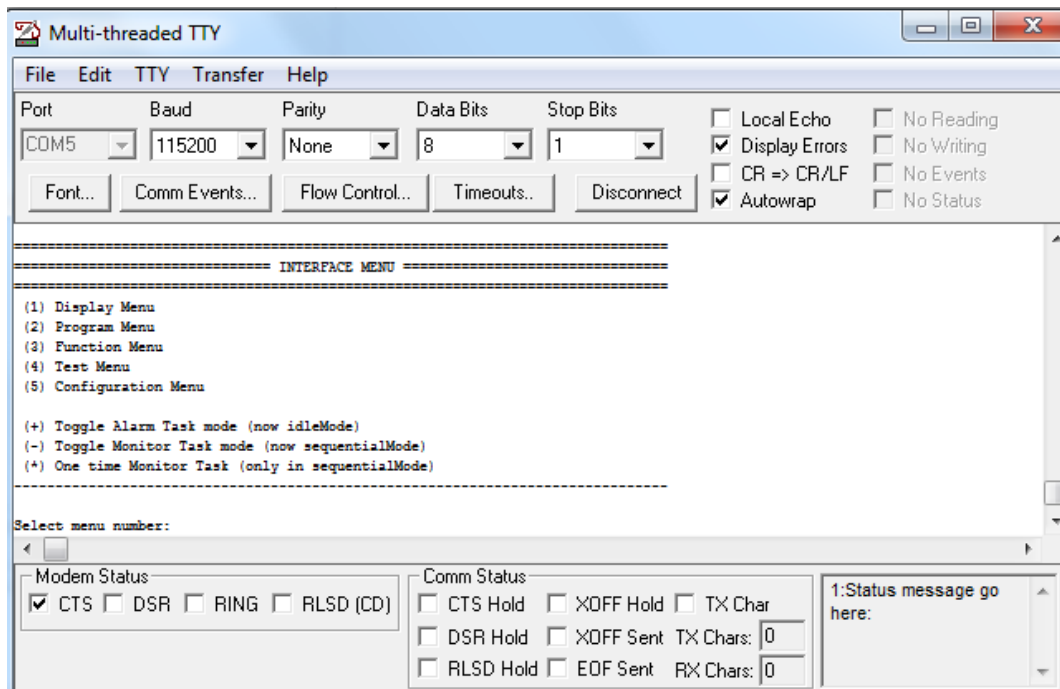 Multi-threaded TTY
File Edit TTY Transfer Help
Port Baud Parity Data Bits Stop Bits
COM5 115200 None 8 1
Font... Comm Events... Flow Control... Timeouts.. Disconnect
Local Echo No Reading
Display Errors No Writing
CR => CR/LF No Events
Autowrap No Status
==============================================================================
=============================== INTERFACE MENU ================================
==============================================================================
(1) Display Menu
(2) Program Menu
(3) Function Menu
(4) Test Menu
(5) Configuration Menu
(+) Toggle Alarm Task mode (now idleMode)
(-) Toggle Monitor Task mode (now sequentialMode)
(*) One time Monitor Task (only in sequentialMode)
------------------------------------------------------------------------------
Select menu number:
Modem Status
CTS DSR RING RLSD (CD)
Comm Status
CTS Hold XOFF Hold TX Char
DSR Hold XOFF Sent TX Chars: 0
RLSD Hold EOF Sent RX Chars: 0
1:Status message go
here: